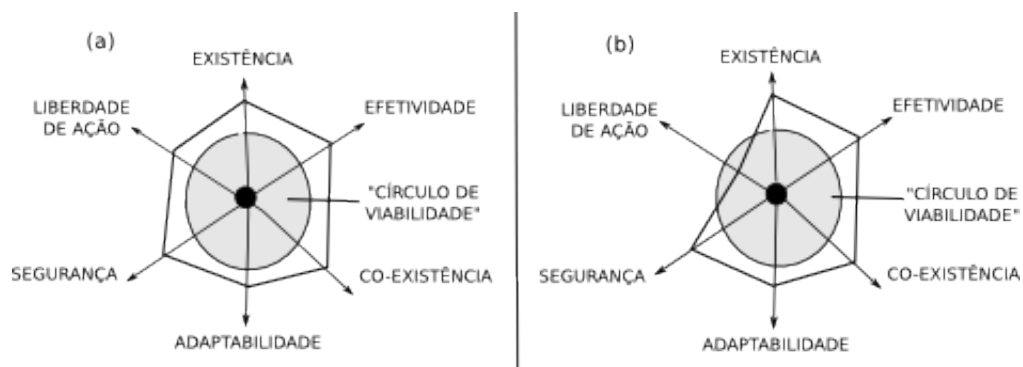 (a)
EXISTÊNCIA
LIBERDADE
DE AÇÃO
EFETIVIDADE
"CÍRCULO DE
VIABILIDADE"
SEGURANÇA
CO-EXISTÊNCIA
ADAPTABILIDADE
(b)
EXISTÊNCIA
LIBERDADE
DE AÇÃO
EFETIVIDADE
"CÍRCULO DE
VIABILIDADE"
SEGURANÇA
CO-EXISTÊNCIA
ADAPTABILIDADE